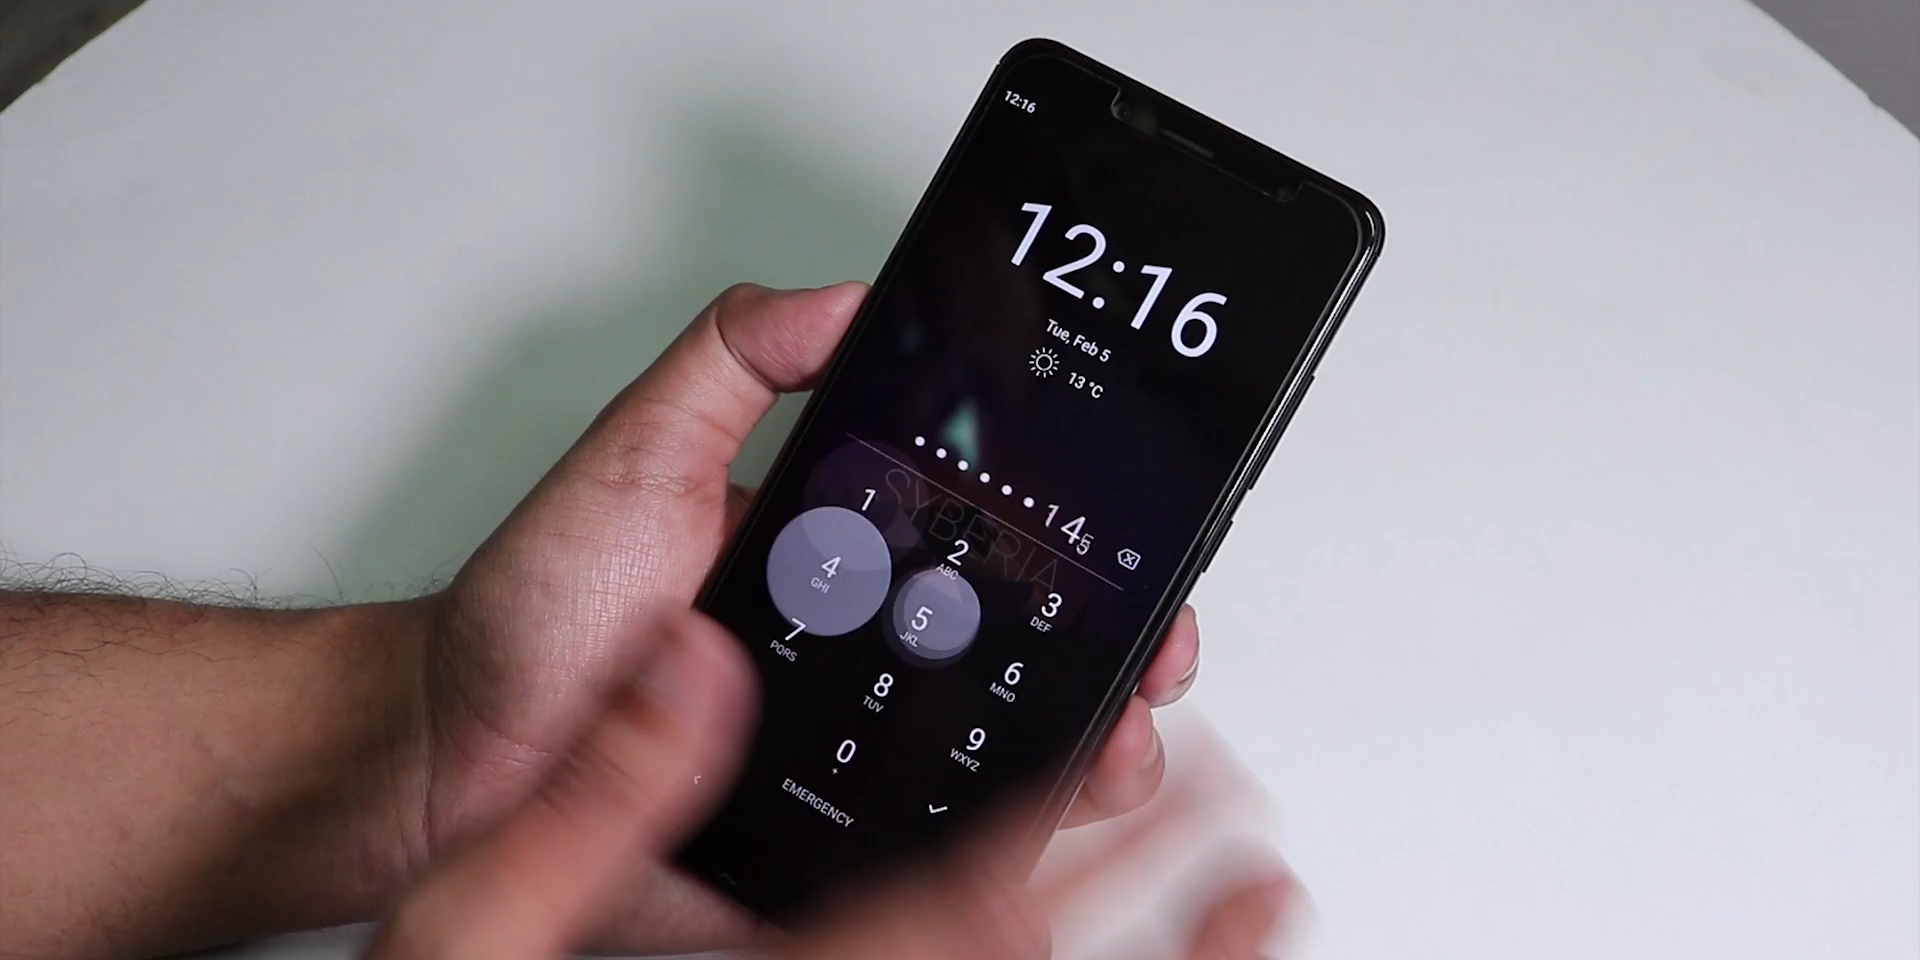 12:16
12:16
Tue, Feb 5
13 °C
••••••145
SYBERIA
1
2 ABC
3 DEF
4 GHI
5 JKL
6 MNO
7 PQRS
8 TUV
9 WXYZ
0 +
EMERGENCY